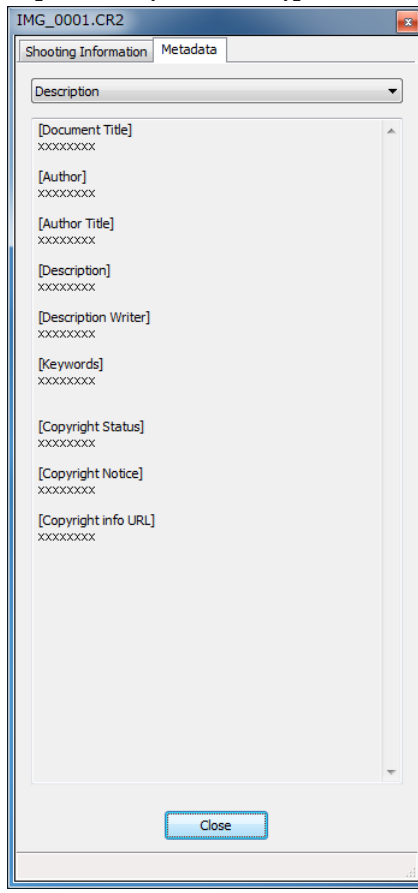 IMG_0001.CR2
Shooting Information
Metadata
Description
[Document Title]
xxxxxxxx
[Author]
xxxxxxxx
[Author Title]
xxxxxxxx
[Description]
xxxxxxxx
[Description Writer]
xxxxxxxx
[Keywords]
xxxxxxxx
[Copyright Status]
xxxxxxxx
[Copyright Notice]
xxxxxxxx
[Copyright info URL]
xxxxxxxx
Close